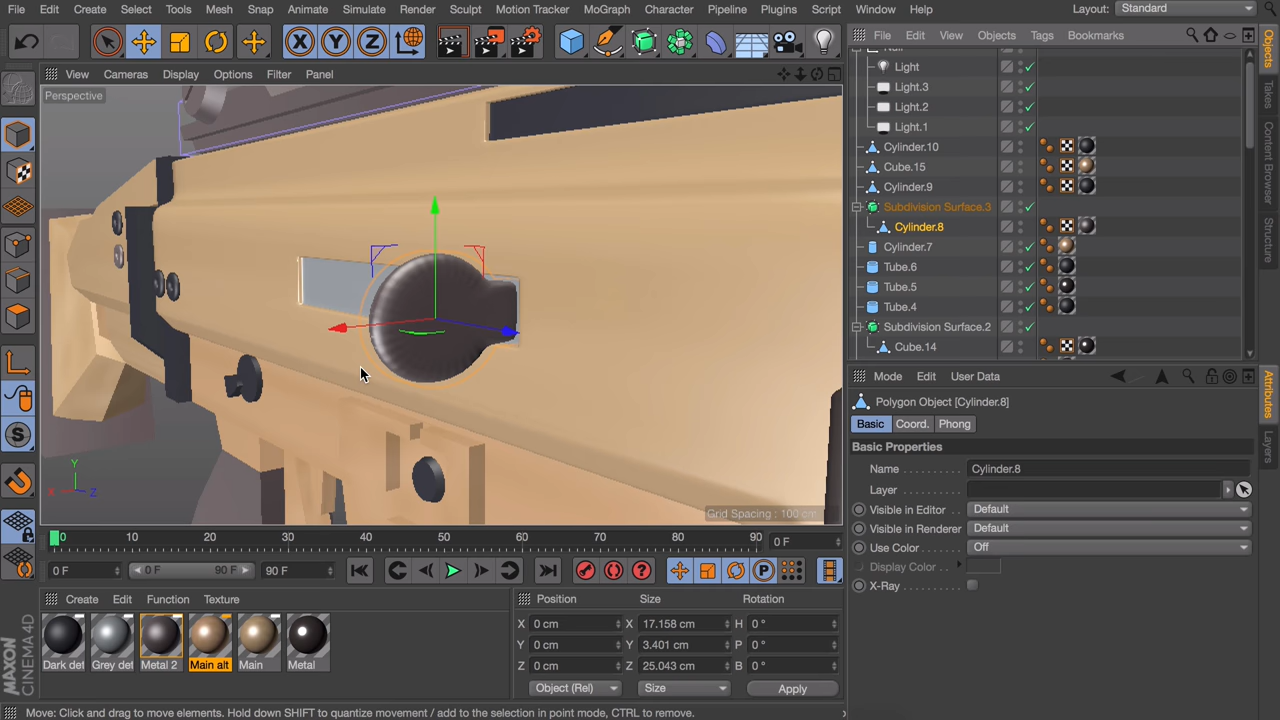 File Edit Create Select Tools Mesh Snap Animate Simulate Render Sculpt Motion Tracker MoGraph Character Pipeline Plugins Script Window Help Layout: Standard
X Y Z
View Cameras Display Options Filter Panel
File Edit View Objects Tags Bookmarks
Perspective
Light
Light.3
Light.2
Light.1
Cylinder.10
Cube.15
Cylinder.9
Subdivision Surface.3
Cylinder.8
Cylinder.7
Tube.6
Tube.5
Tube.4
Subdivision Surface.2
Cube.14
Objects
Takes
Content Browser
Structure
Y
X Z
Grid Spacing : 100 cm
Mode Edit User Data
Polygon Object [Cylinder.8]
Basic Coord. Phong
Basic Properties
Name Cylinder.8
Layer
Visible in Editor Default
Visible in Renderer Default
Use Color Off
Display Color
X-Ray
Attributes
Layers
0 10 20 30 40 50 60 70 80 90 0 F
0 F 0 F 90 F 90 F
P
S
Create Edit Function Texture
Dark det Grey det Metal 2 Main alt Main Metal
Position Size Rotation
X 0 cm X 17.158 cm H 0 °
Y 0 cm Y 3.401 cm P 0 °
Z 0 cm Z 25.043 cm B 0 °
Object (Rel) Size Apply
MAXON
CINEMA 4D
Move: Click and drag to move elements. Hold down SHIFT to quantize movement / add to the selection in point mode, CTRL to remove.